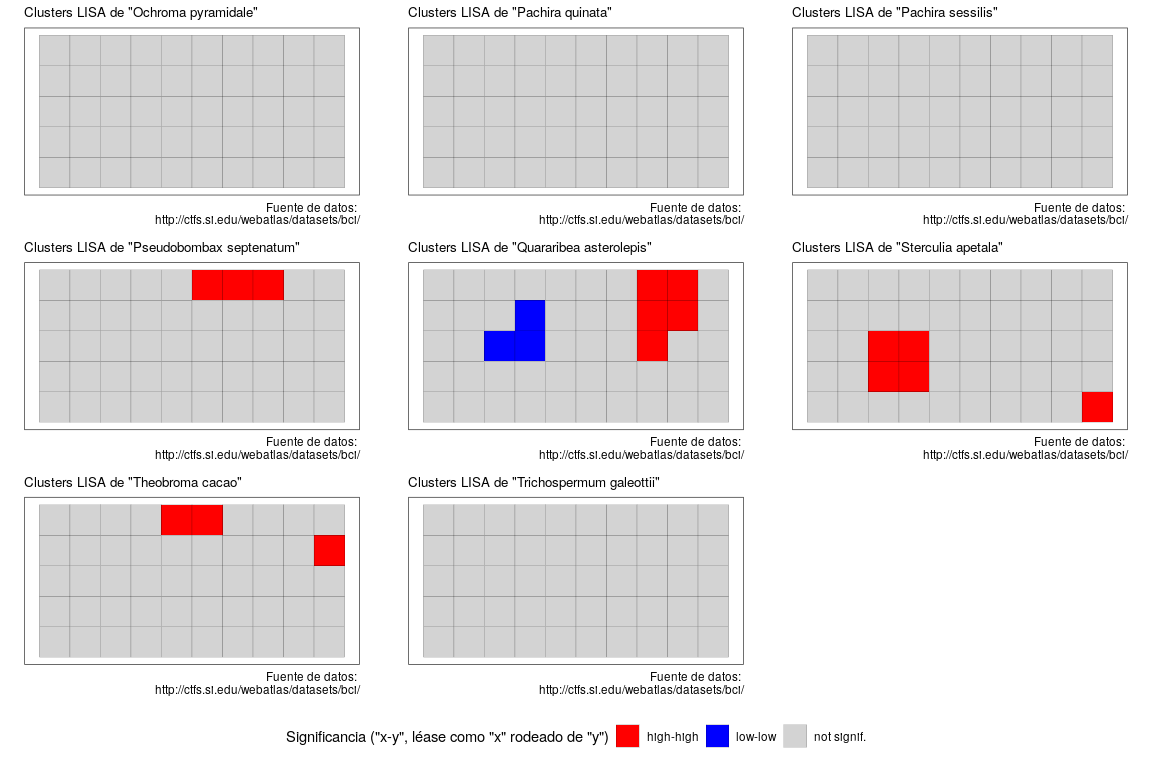 Clusters LISA de "Ochroma pyramidale"
Clusters LISA de "Pachira quinata"
Clusters LISA de "Pachira sessilis"
Fuente de datos:
http://ctfs.si.edu/webatlas/datasets/bci/
Fuente de datos:
http://ctfs.si.edu/webatlas/datasets/bci/
Fuente de datos:
http://ctfs.si.edu/webatlas/datasets/bci/
Clusters LISA de "Pseudobombax septenatum"
Clusters LISA de "Quararibea asterolepis"
Clusters LISA de "Sterculia apetala"
Fuente de datos:
http://ctfs.si.edu/webatlas/datasets/bci/
Fuente de datos:
http://ctfs.si.edu/webatlas/datasets/bci/
Fuente de datos:
http://ctfs.si.edu/webatlas/datasets/bci/
Clusters LISA de "Theobroma cacao"
Clusters LISA de "Trichospermum galeottii"
Fuente de datos:
http://ctfs.si.edu/webatlas/datasets/bci/
Fuente de datos:
http://ctfs.si.edu/webatlas/datasets/bci/
Significancia ("x-y", léase como "x" rodeado de "y") high-high low-low not signif.